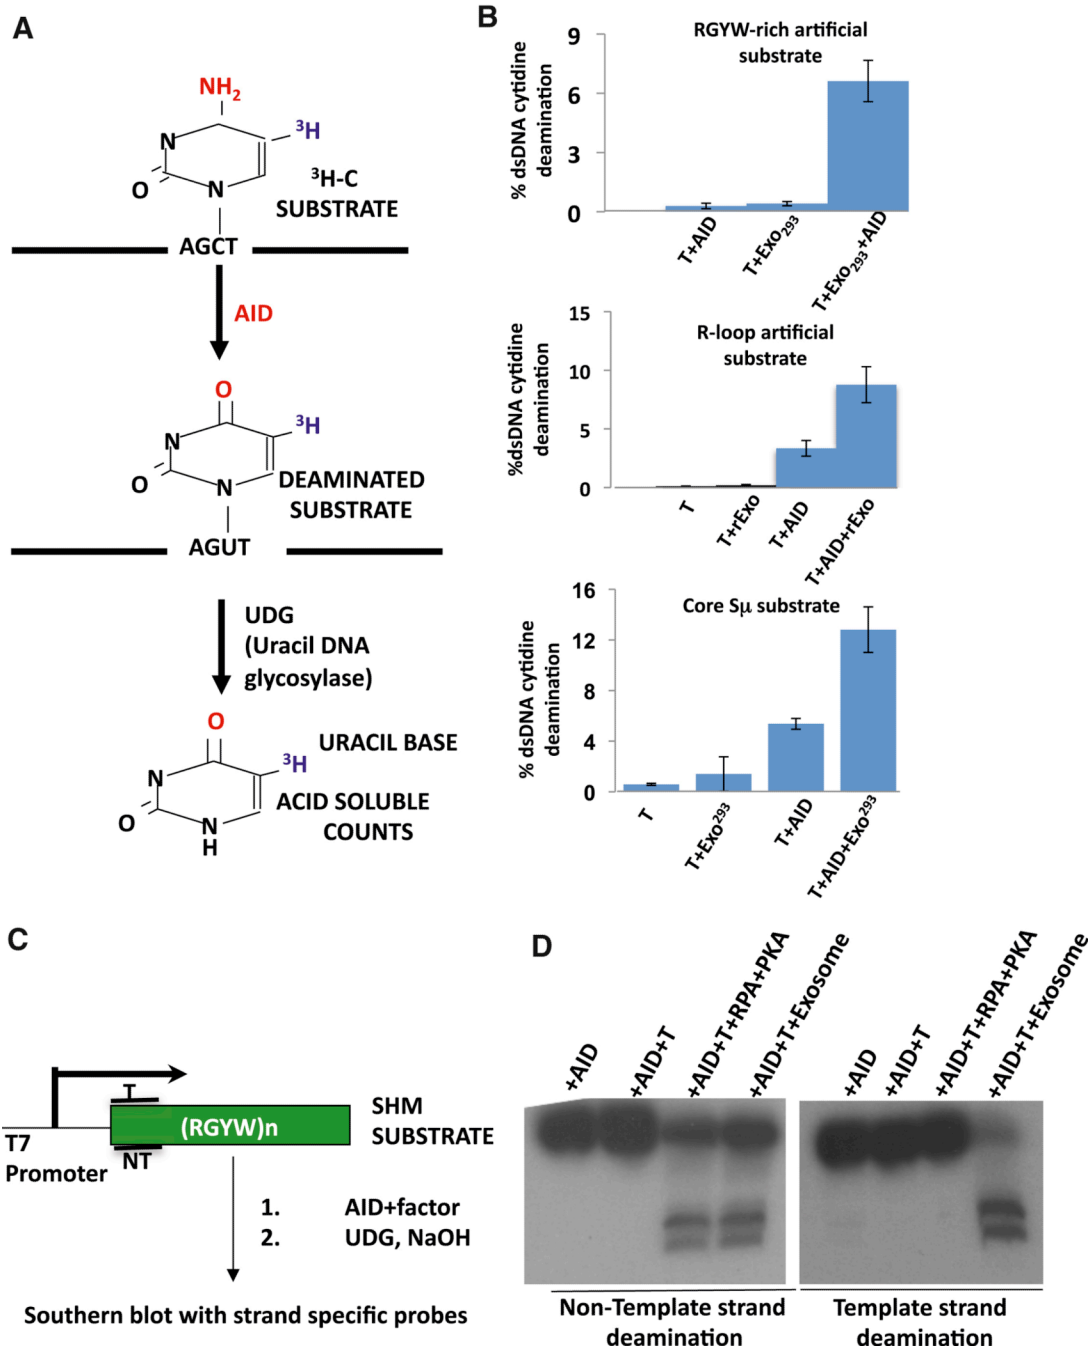 A
NH2
N
3H
O
N
3H-C
SUBSTRATE
AGCT
AID
O
N
3H
O
N
DEAMINATED
SUBSTRATE
AGUT
UDG
(Uracil DNA
glycosylase)
O
URACIL BASE
N
3H
O
N
H
ACID SOLUBLE
COUNTS
B
RGYW-rich artificial
substrate
% dsDNA cytidine
deamination
9
6
3
0
T+AID
T+Exo293
T+Exo293+AID
R-loop artificial
substrate
%dsDNA cytidine
deamination
15
10
5
0
T
T+rExo
T+AID
T+AID+rExo
Core Sμ substrate
% dsDNA cytidine
deamination
16
12
8
4
0
T
T+Exo293
T+AID
T+AID+Exo293
C
T
(RGYW)n
NT
T7
Promoter
SHM
SUBSTRATE
1. AID+factor
2. UDG, NaOH
Southern blot with strand specific probes
D
+AID
+AID+T
+AID+T+RPA+PKA
+AID+T+Exosome
+AID
+AID+T
+AID+T+RPA+PKA
+AID+T+Exosome
Non-Template strand
deamination
Template strand
deamination